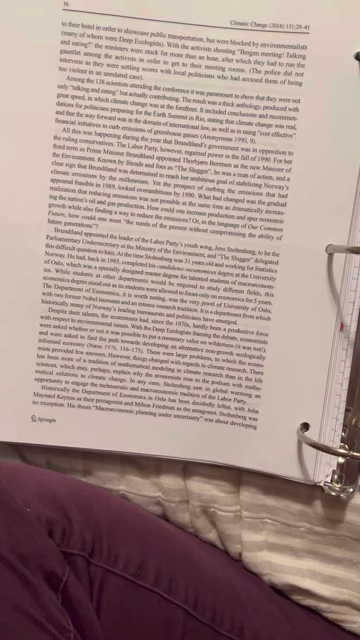 36
Climatic Change (2018) 151:29–41
to their hotel in order to showcase public transportation, but were blocked by environmentalists
(many of whom were Deep Ecologists). With the activists shouting "Bergen meeting! Talking
and eating!" the ministers were stuck for more than an hour, after which they had to run the
gauntlet among the activists in order to get to their meeting rooms. (The police did not
intervene as they were settling scores with local politicians who had accused them of being
too violent in an unrelated case).
Among the 138 scientists attending the conference it was paramount to show they were not
only "talking and eating" but actually contributing. The result was a thick anthology, produced with
great speed, in which climate change was at the forefront. It included conclusions and recommen-
dations for politicians preparing for the Earth Summit in Rio, stating that climate change was real,
and that the way forward was in the domain of international law, as well as in using "cost effective"
financial initiatives to curb emissions of greenhouse gasses (Anonymous 1990, 9).
All this was happening during the year that Brundtland's government was in opposition to
the ruling conservatives. The Labor Party, however, regained power in the fall of 1990. For her
third term as Prime Minister Brundtland appointed Thorbjørn Berntsen as the new Minister of
the Environment. Known by friends and foes as "The Slugger", he was a man of action, and a
clear sign that Brundtland was determined to reach her ambitious goal of stabilizing Norway's
climate emissions by the millennium. Yet the prospect of curbing the emissions that had
appeared feasible in 1989, looked overambitious by 1990. What had changed was the gradual
realization that reducing emissions was not possible at the same time as dramatically increas-
ing the nation's oil and gas production. How could one increase production and spur economic
growth while also finding a way to reduce the emissions? Or, in the language of Our Common
Future, how could one meet "the needs of the present without compromising the ability of
future generations"?
Brundtland appointed the leader of the Labor Party's youth wing, Jens Stoltenberg, to be the
Parliamentary Undersecretary at the Ministry of the Environment, and "The Slugger" delegated
this difficult question to him. At the time Stoltenberg was 31 years old and working for Statistics
Norway. He had, back in 1985, completed his candidatus oeconomices degree at the University
of Oslo, which was a specially designed master degree for talented students of macroeconom-
ics. While students at other departments would be required to study different fields, this
economics degree stood out as its students were allowed to focus only on economics for 5 years.
The Department of Economics, it is worth noting, was the very jewel of University of Oslo,
with two former Nobel laureates and an intense research tradition. It is a department from which
historically many of Norway's leading bureaucrats and politicians have emerged.
Despite their talents, the economists had, since the 1970s, hardly been a productive force
with respect to environmental issues. With the Deep Ecologists framing the debate, economists
were asked whether or not it was possible to put a monetary value on wilderness (it was not),
and were asked to find the path towards developing an alternative non-growth ecologically
informed economy (Næss 1976, 116–175). These were large problems, to which the econo-
mists provided few answers. However, things changed with regards to climate research. There
has been more of a tradition of mathematical modeling in climate research than in the life
sciences, which may, perhaps, explain why the economists rose to the podium with mathe-
matical solutions to climate change. In any case, Stoltenberg saw in global warming an
opportunity to engage the technocratic and macroeconomic tradition of the Labor Party.
Historically the Department of Economics in Oslo has been decidedly leftist, with John
Maynard Keynes as their protagonist and Milton Friedman as the antagonist. Stoltenberg was
no exception. His thesis "Macroeconomic planning under uncertainty" was about developing
Springer